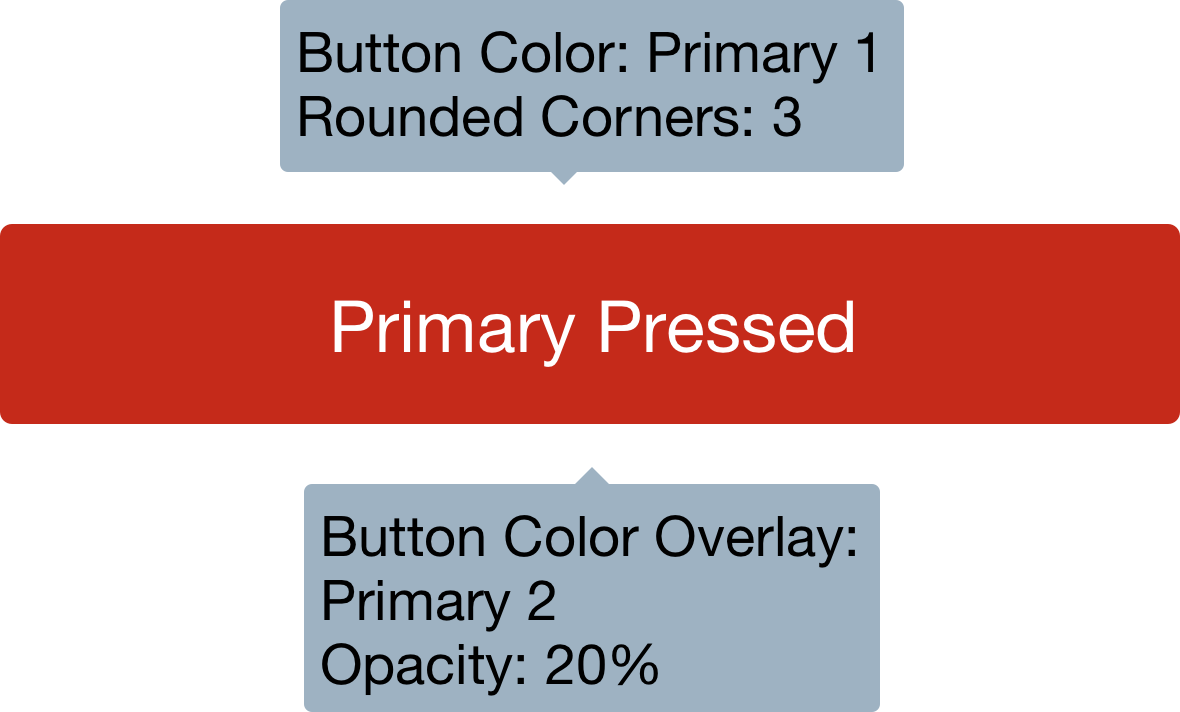 Button Color: Primary 1
Rounded Corners: 3
Primary Pressed
Button Color Overlay:
Primary 2
Opacity: 20%